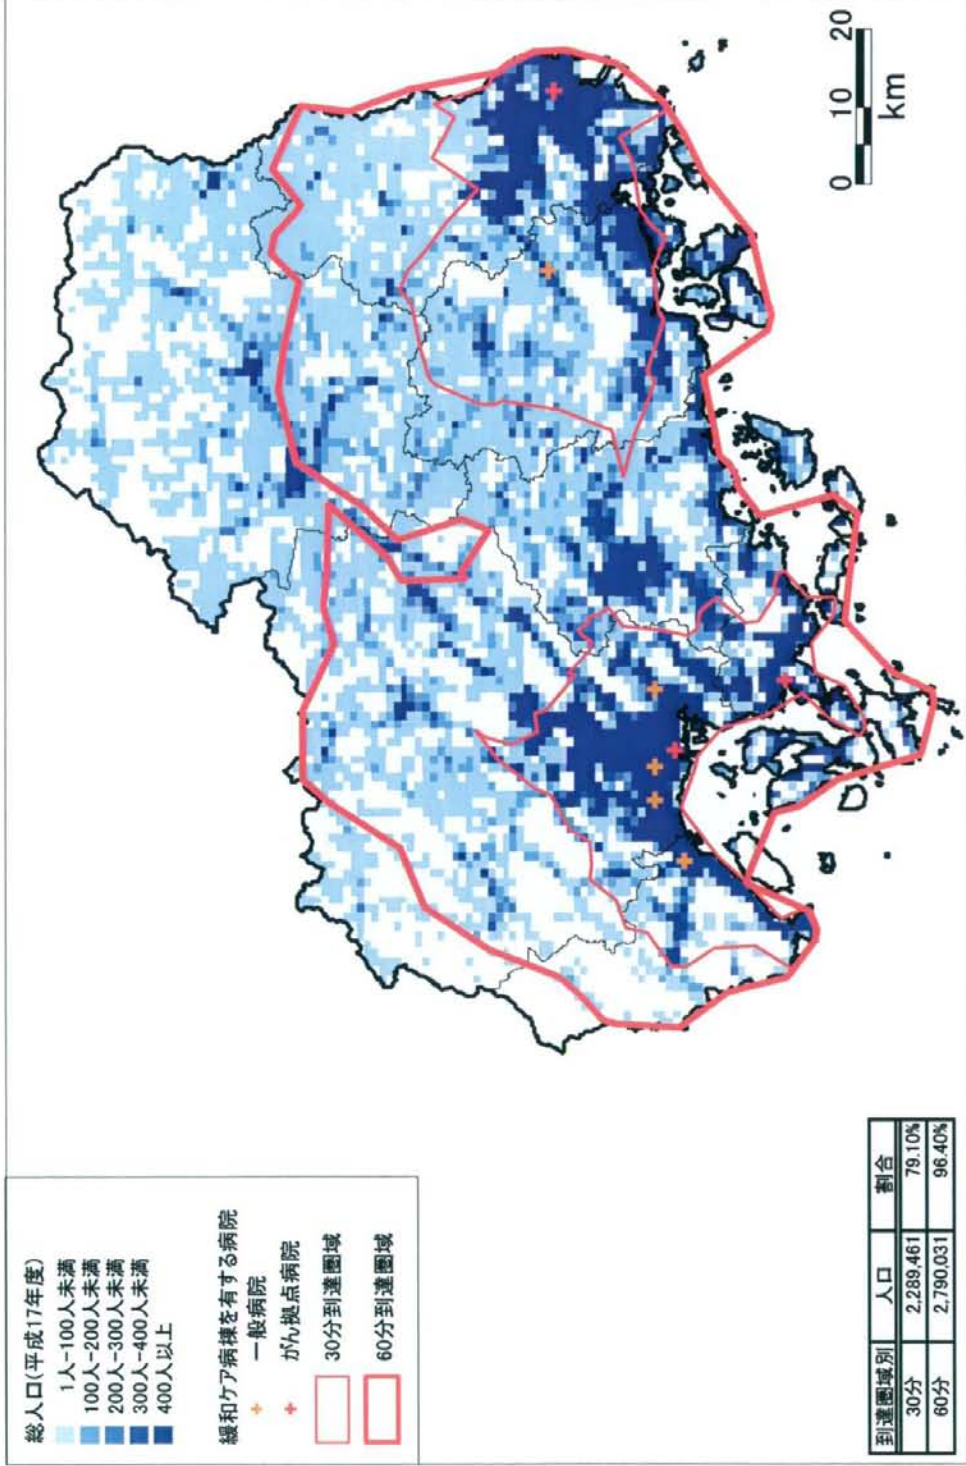 総人口(平成17年度)
1人-100人未満
100人-200人未満
200人-300人未満
300人-400人未満
400人以上
緩和ケア病棟を有する病院
一般病院
がん拠点病院
30分到達圏域
60分到達圏域
到達圏域別 人口 割合
30分 2,289,461 79.10%
60分 2,790,031 96.40%
0 10 20
km